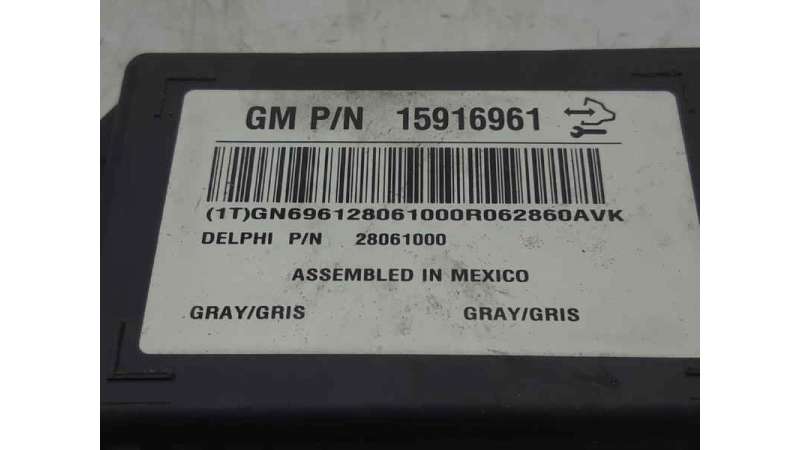 GM P/N 15916961
(1T)GN696128061000R062860AVK
DELPHI P/N 28061000
ASSEMBLED IN MEXICO
GRAY/GRIS GRAY/GRIS